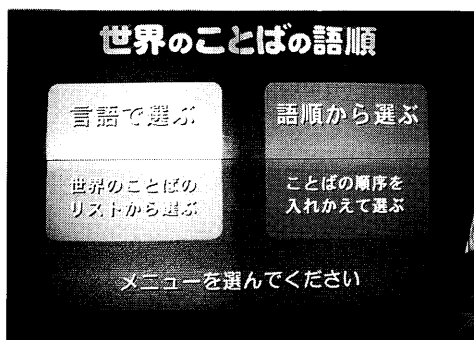 世界のことばの語順
言語で選ぶ
世界のことばの
リストから選ぶ
語順から選ぶ
ことばの順序を
入れかえて選ぶ
メニューを選んでください